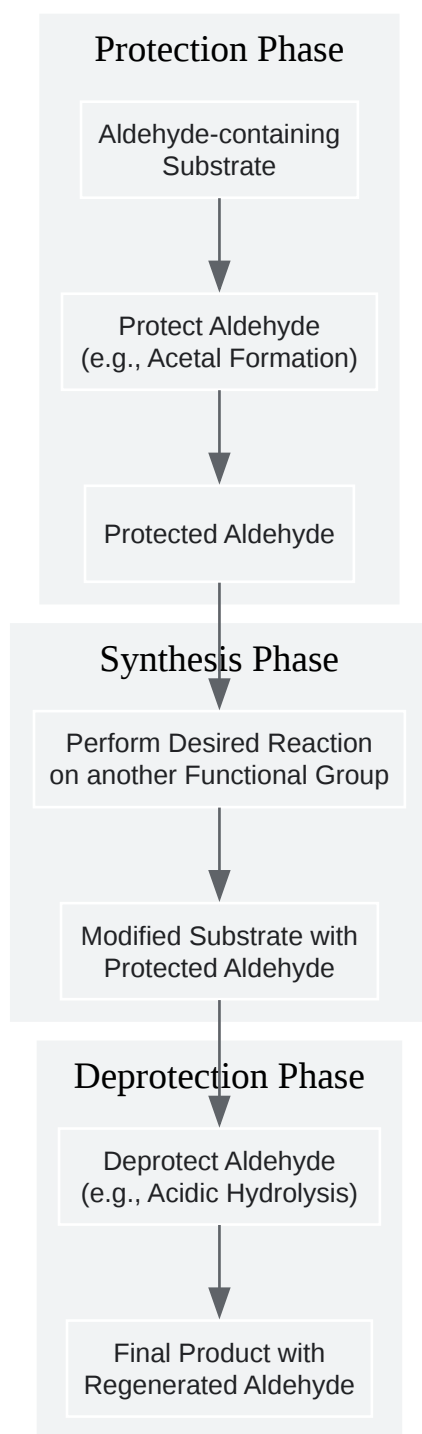 Protection Phase
Aldehyde-containing
Substrate
Protect Aldehyde
(e.g., Acetal Formation)
Protected Aldehyde
Synthesis Phase
Perform Desired Reaction
on another Functional Group
Modified Substrate with
Protected Aldehyde
Deprotection Phase
Deprotect Aldehyde
(e.g., Acidic Hydrolysis)
Final Product with
Regenerated Aldehyde